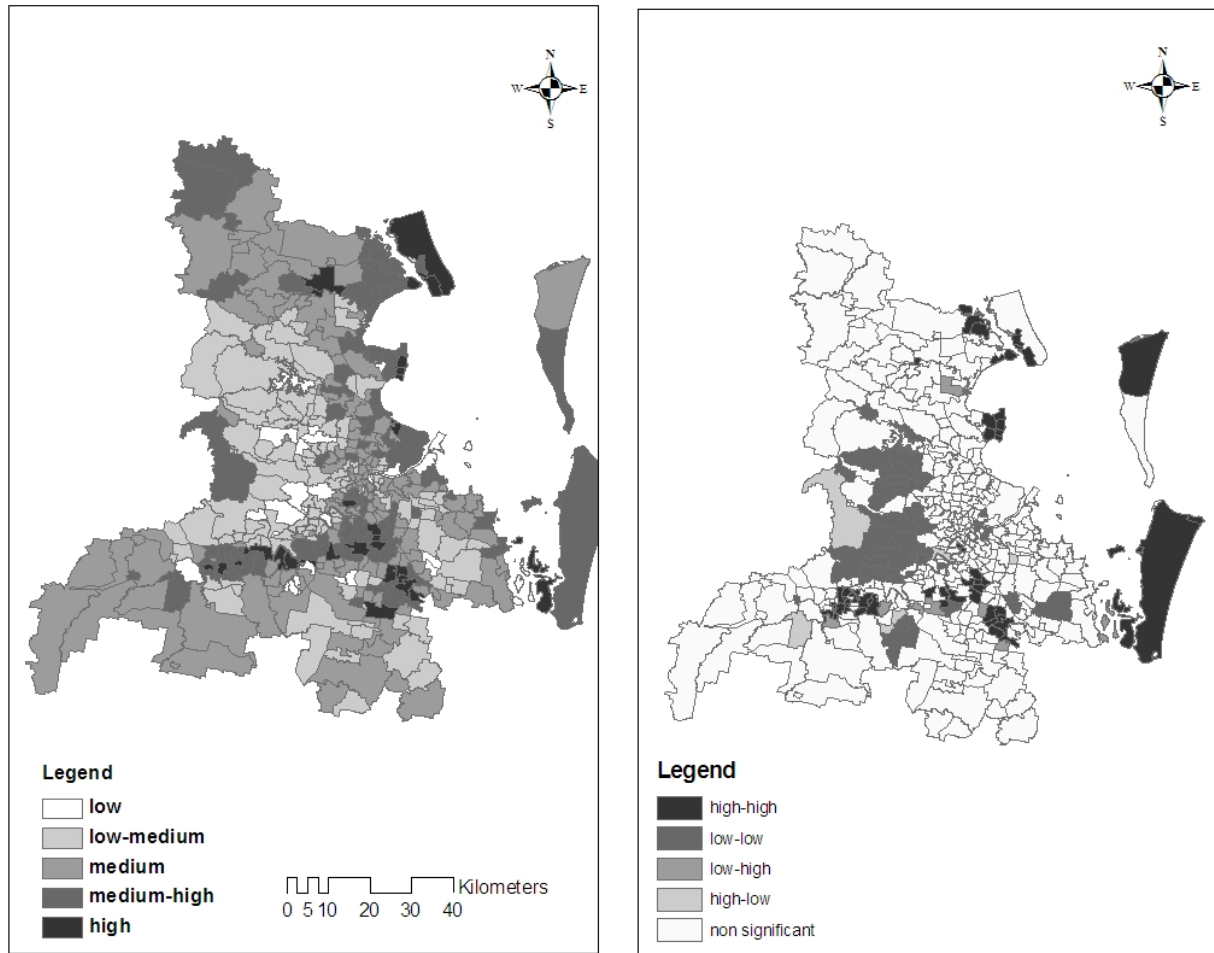 N
W E
S
Legend
low
low-medium
medium
medium-high
high
Kilometers
0 5 10 20 30 40
N
W E
S
Legend
high-high
low-low
low-high
high-low
non significant